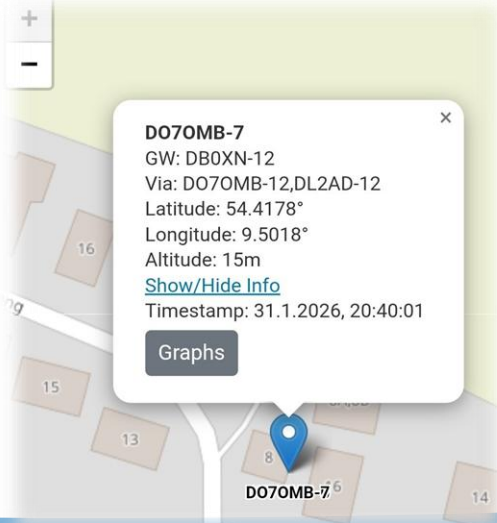 +
−
×
DO7OMB-7
GW: DB0XN-12
Via: DO7OMB-12,DL2AD-12
Latitude: 54.4178°
Longitude: 9.5018°
Altitude: 15m
Show/Hide Info
Timestamp: 31.1.2026, 20:40:01
Graphs
16
15
13
8
DO7OMB-7
14